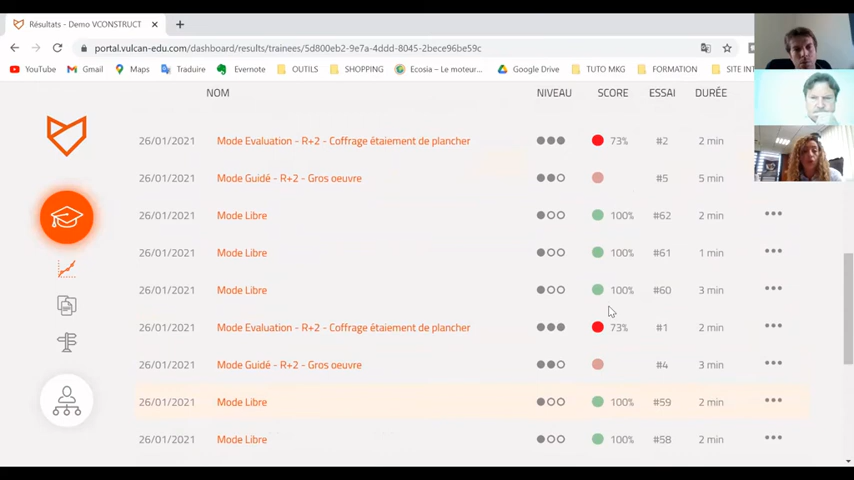 Résultats - Demo VCONSTRUCT
portal.vulcan-edu.com/dashboard/results/trainees/5d800eb2-9e7a-4ddd-8045-2bece96be59c
YouTube Gmail Maps Traduire Evernote OUTILS SHOPPING Ecosia - Le moteur... Google Drive TUTO MKG FORMATION SITE INT
NOM NIVEAU SCORE ESSAI DURÉE
26/01/2021 Mode Evaluation - R+2 - Coffrage étaiement de plancher 73% #2 2 min
26/01/2021 Mode Guidé - R+2 - Gros oeuvre #5 5 min
26/01/2021 Mode Libre 100% #62 2 min
26/01/2021 Mode Libre 100% #61 1 min
26/01/2021 Mode Libre 100% #60 3 min
26/01/2021 Mode Evaluation - R+2 - Coffrage étaiement de plancher 73% #1 2 min
26/01/2021 Mode Guidé - R+2 - Gros oeuvre #4 3 min
26/01/2021 Mode Libre 100% #59 2 min
26/01/2021 Mode Libre 100% #58 2 min